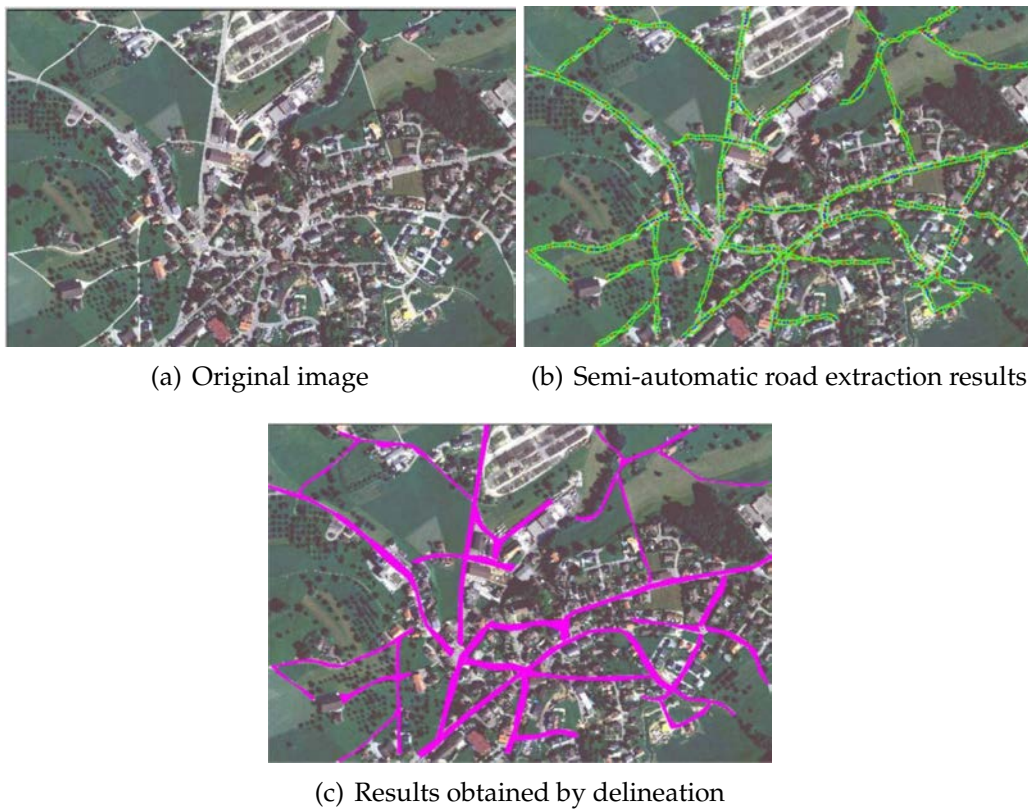 (a) Original image
(b) Semi-automatic road extraction results
(c) Results obtained by delineation